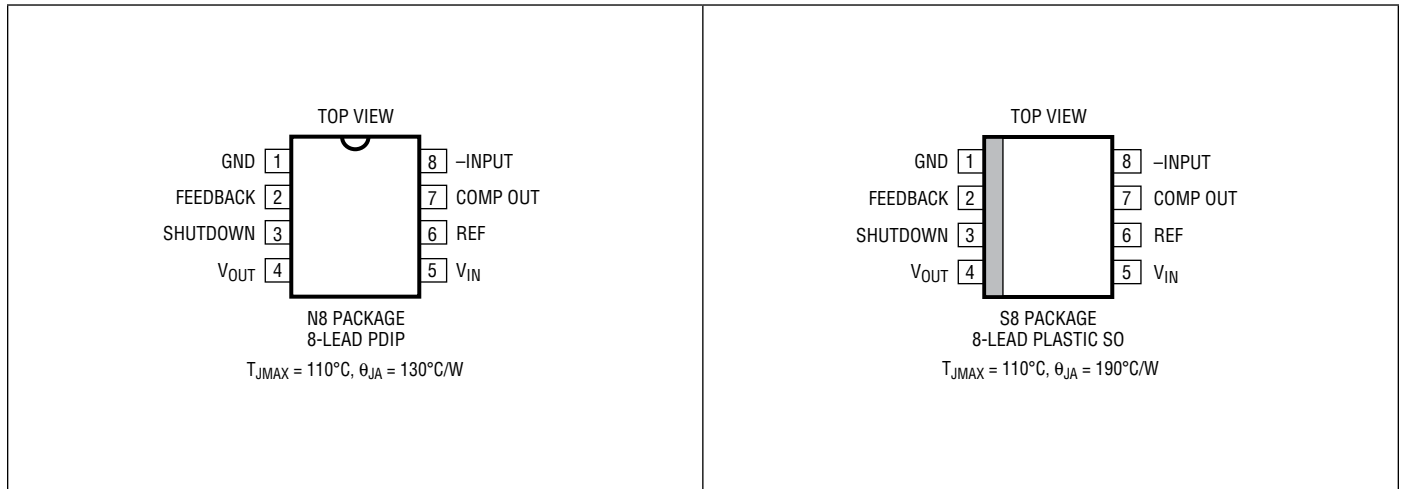 TOP VIEW
GND 1 8 –INPUT
FEEDBACK 2 7 COMP OUT
SHUTDOWN 3 6 REF
VOUT 4 5 VIN
N8 PACKAGE
8-LEAD PDIP
TJMAX = 110°C, θJA = 130°C/W
TOP VIEW
GND 1 8 –INPUT
FEEDBACK 2 7 COMP OUT
SHUTDOWN 3 6 REF
VOUT 4 5 VIN
S8 PACKAGE
8-LEAD PLASTIC SO
TJMAX = 110°C, θJA = 190°C/W